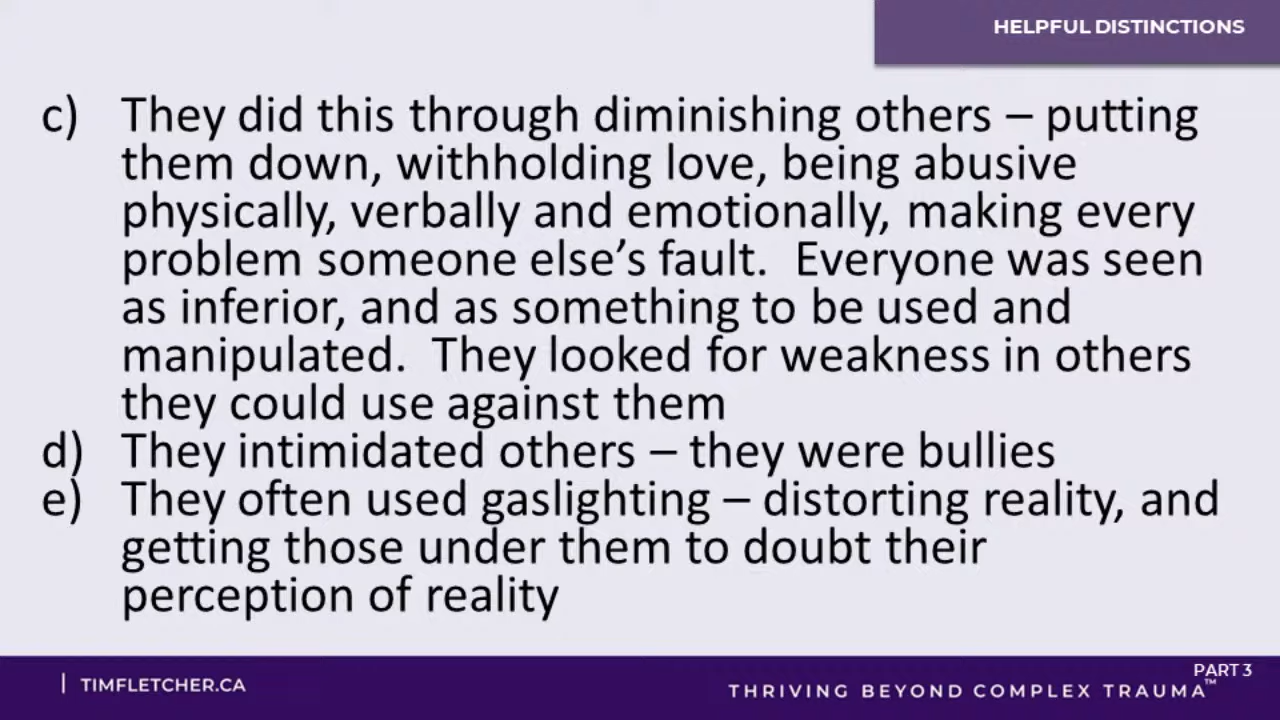 HELPFUL DISTINCTIONS
c) They did this through diminishing others – putting
them down, withholding love, being abusive
physically, verbally and emotionally, making every
problem someone else’s fault.  Everyone was seen
as inferior, and as something to be used and
manipulated.  They looked for weakness in others
they could use against them
d) They intimidated others – they were bullies
e) They often used gaslighting – distorting reality, and
getting those under them to doubt their
perception of reality
| TIMFLETCHER.CA
PART 3
THRIVING BEYOND COMPLEX TRAUMA™